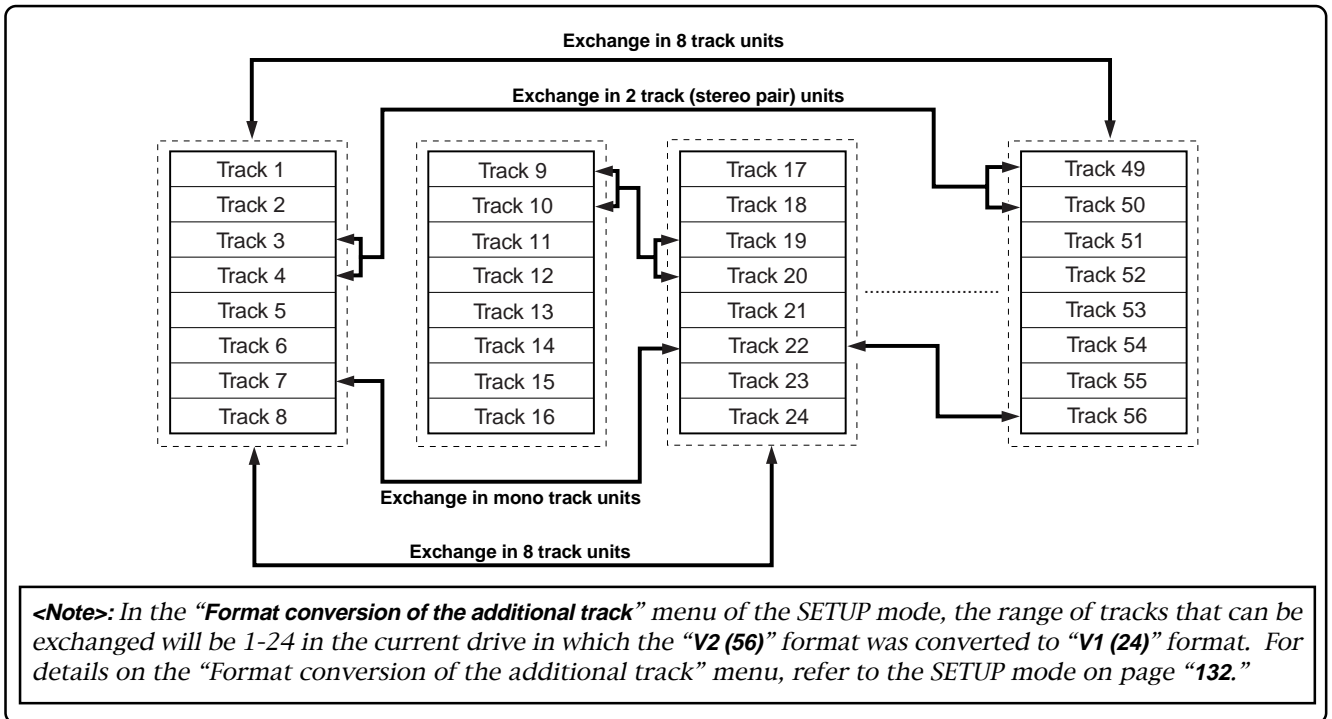 Exchange in 8 track units
Exchange in 2 track (stereo pair) units
Track 1
Track 2
Track 3
Track 4
Track 5
Track 6
Track 7
Track 8
Track 9
Track 10
Track 11
Track 12
Track 13
Track 14
Track 15
Track 16
Track 17
Track 18
Track 19
Track 20
Track 21
Track 22
Track 23
Track 24
Track 49
Track 50
Track 51
Track 52
Track 53
Track 54
Track 55
Track 56
Exchange in mono track units
Exchange in 8 track units
<Note>: In the “Format conversion of the additional track” menu of the SETUP mode, the range of tracks that can be
exchanged will be 1-24 in the current drive in which the “V2 (56)” format was converted to “V1 (24)” format. For
details on the “Format conversion of the additional track” menu, refer to the SETUP mode on page “132.”